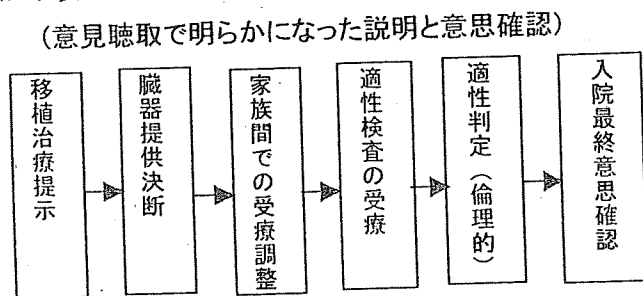 (意見聴取で明らかになった説明と意思確認)
移植治療提示
臓器提供決断
家族間での受療調整
適性検査の受療
適性判定(倫理的)
入院最終意思確認